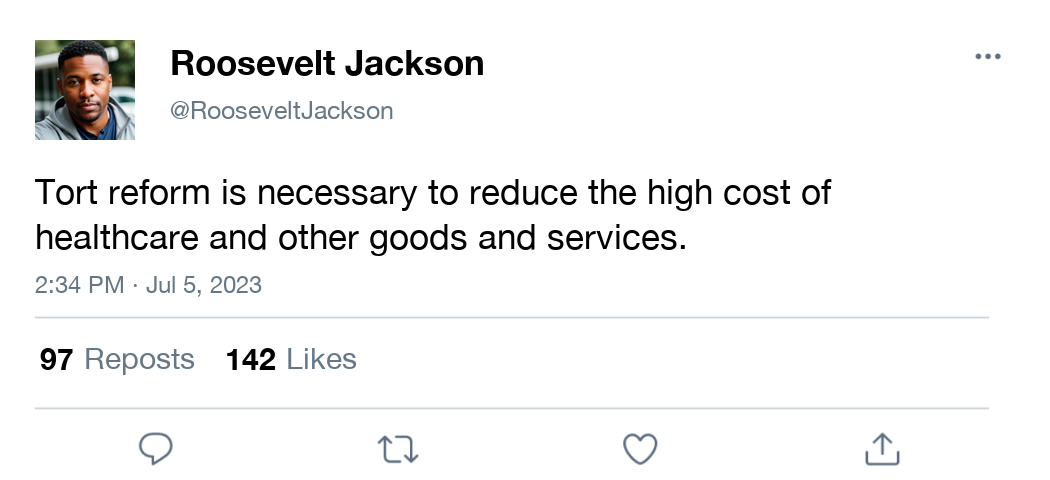 Roosevelt Jackson
@RooseveltJackson
Tort reform is necessary to reduce the high cost of
healthcare and other goods and services.
2:34 PM · Jul 5, 2023
97 Reposts 142 Likes